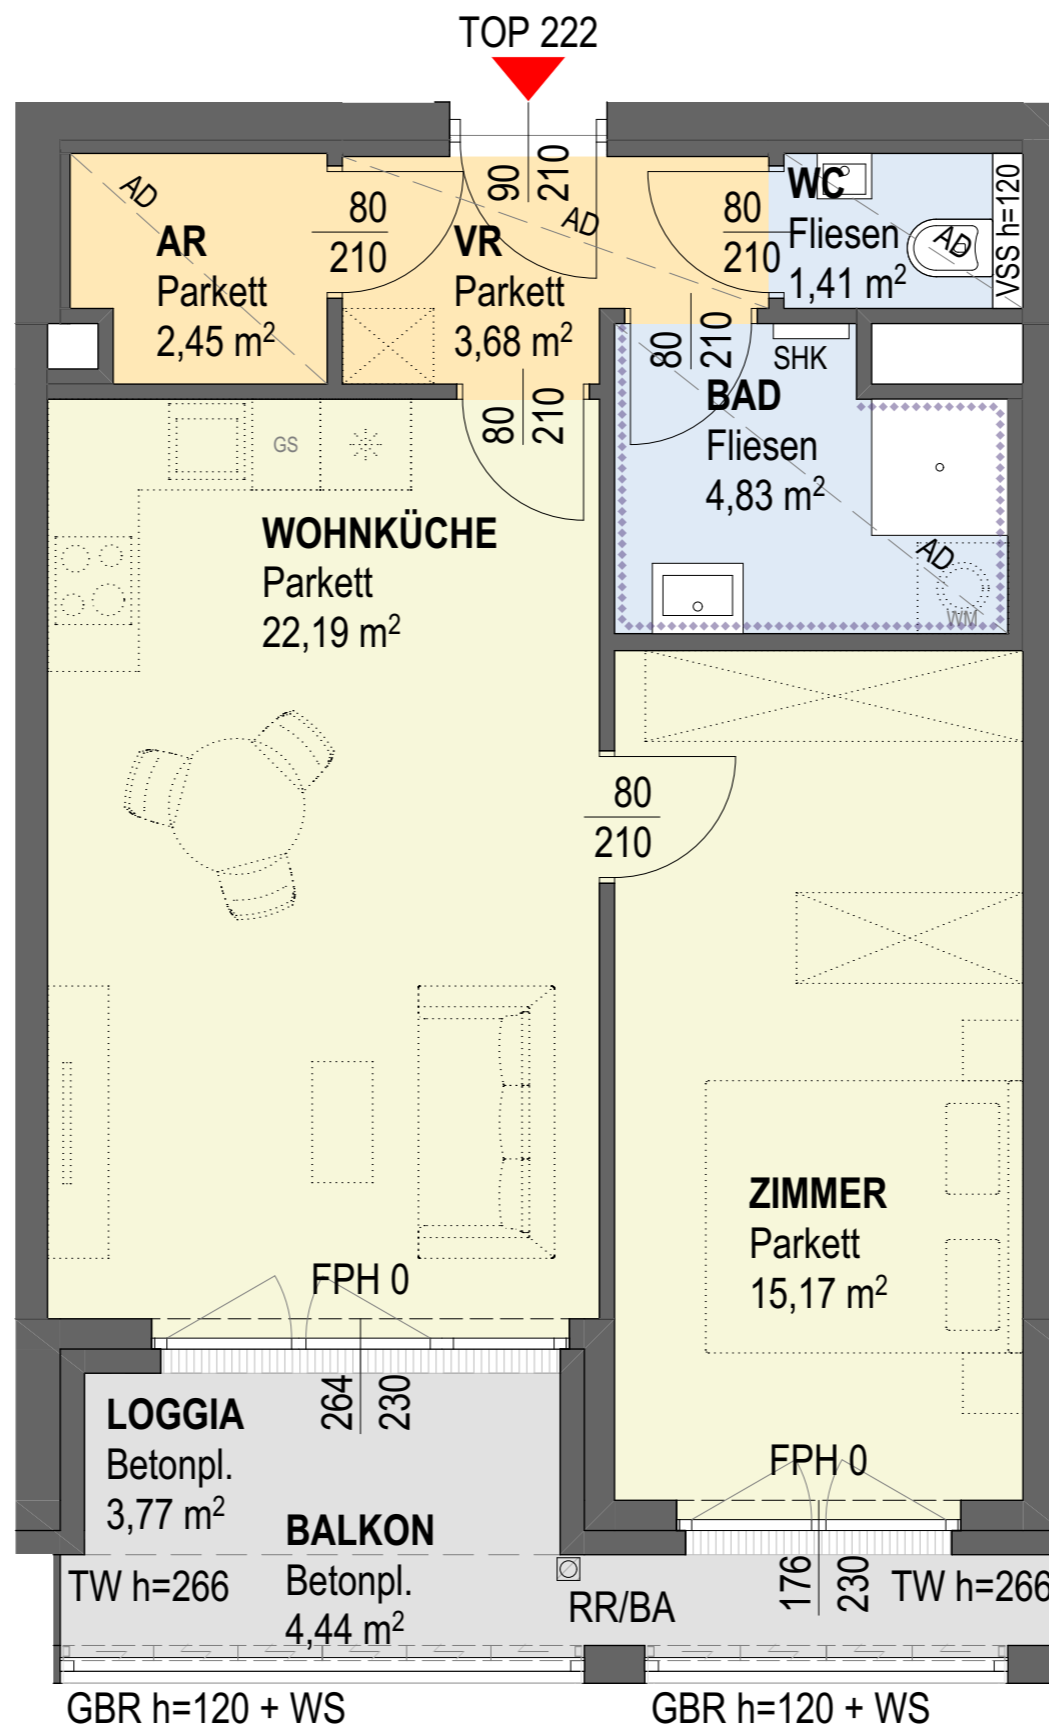 TOP 222
90
210
AD
AR
Parkett
2,45 m²
80
210
VR
Parkett
3,68 m²
AD
80
210
WC
Fliesen
1,41 m²
AD
VSS h=120
80
210
SHK
BAD
Fliesen
4,83 m²
AD
WM
80
210
GS
WOHNKÜCHE
Parkett
22,19 m²
80
210
ZIMMER
Parkett
15,17 m²
FPH 0
264
230
FPH 0
176
230
LOGGIA
Betonpl.
3,77 m²
BALKON
Betonpl.
4,44 m²
TW h=266
RR/BA
TW h=266
GBR h=120 + WS
GBR h=120 + WS